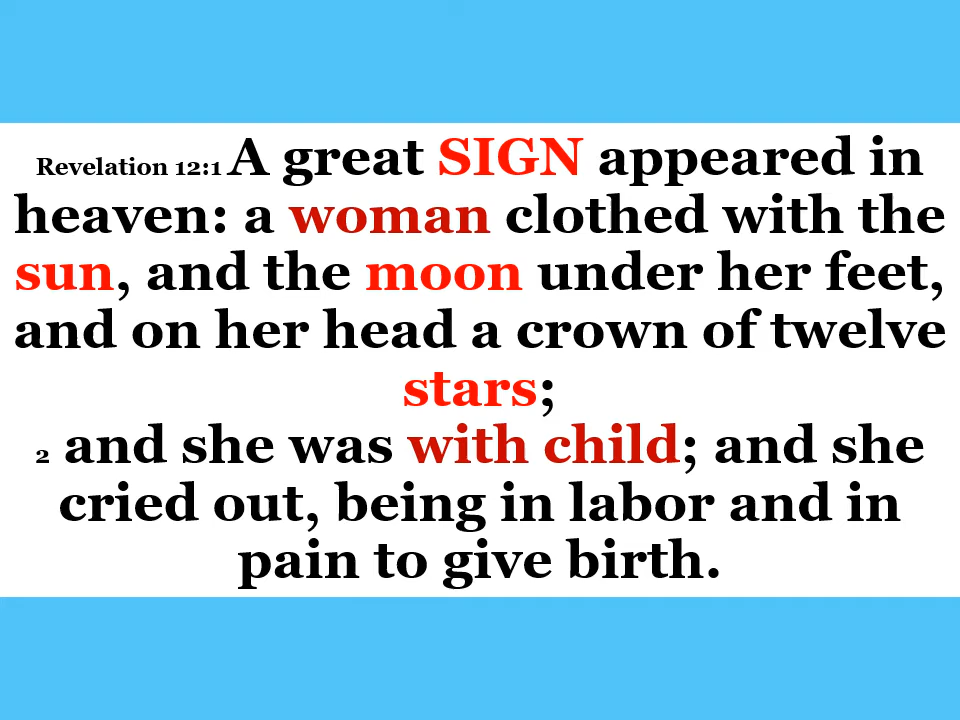 Revelation 12:1 A great SIGN appeared in
heaven: a woman clothed with the
sun, and the moon under her feet,
and on her head a crown of twelve
stars;
2 and she was with child; and she
cried out, being in labor and in
pain to give birth.